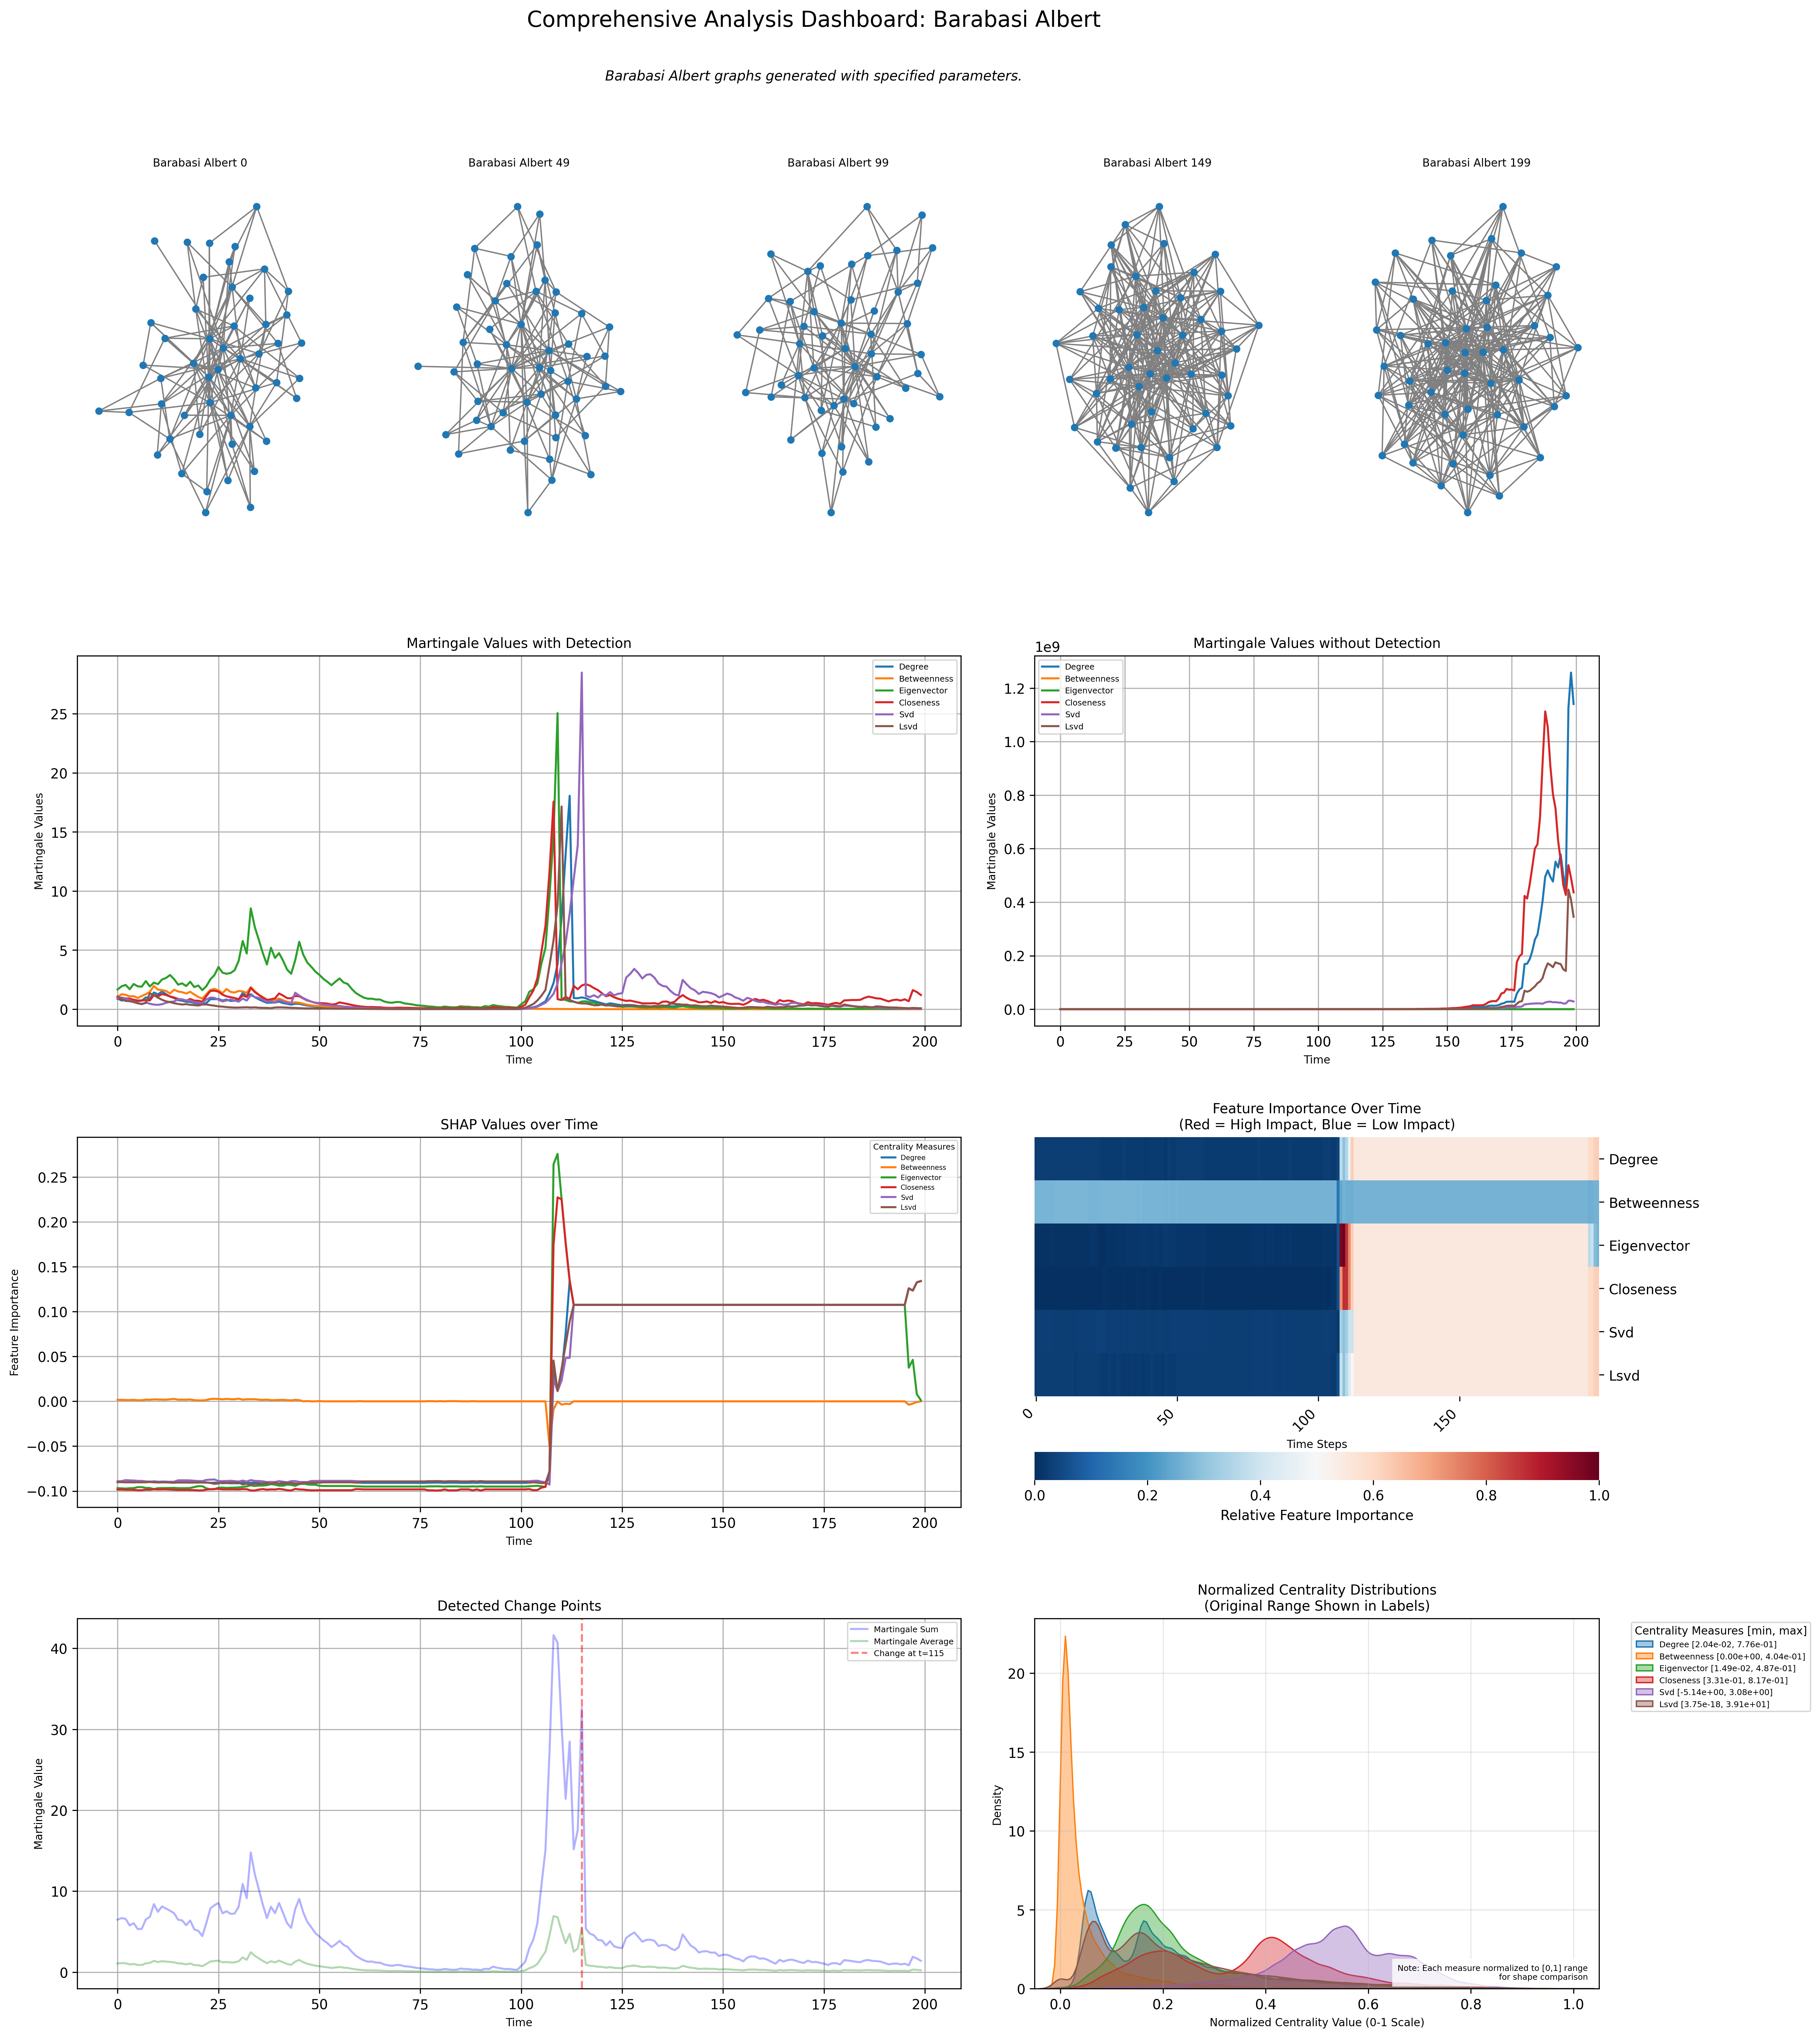 Comprehensive Analysis Dashboard: Barabasi Albert
Barabasi Albert graphs generated with specified parameters.
Barabasi Albert 0
Barabasi Albert 49
Barabasi Albert 99
Barabasi Albert 149
Barabasi Albert 199
Martingale Values with Detection
Martingale Values
25
20
15
10
5
0
Degree
Betweenness
Eigenvector
Closeness
Svd
Lsvd
0 25 50 75 100 125 150 175 200
Time
Martingale Values without Detection
1e9
Martingale Values
1.2
1.0
0.8
0.6
0.4
0.2
0.0
Degree
Betweenness
Eigenvector
Closeness
Svd
Lsvd
0 25 50 75 100 125 150 175 200
Time
SHAP Values over Time
Feature Importance
0.25
0.20
0.15
0.10
0.05
0.00
−0.05
−0.10
Centrality Measures
Degree
Betweenness
Eigenvector
Closeness
Svd
Lsvd
0 25 50 75 100 125 150 175 200
Time
Feature Importance Over Time
(Red = High Impact, Blue = Low Impact)
Degree
Betweenness
Eigenvector
Closeness
Svd
Lsvd
0 50 100 150
Time Steps
0.0 0.2 0.4 0.6 0.8 1.0
Relative Feature Importance
Detected Change Points
Martingale Value
40
30
20
10
0
Martingale Sum
Martingale Average
Change at t=115
0 25 50 75 100 125 150 175 200
Time
Normalized Centrality Distributions
(Original Range Shown in Labels)
Density
20
15
10
5
0
Note: Each measure normalized to [0,1] range
for shape comparison
0.0 0.2 0.4 0.6 0.8 1.0
Normalized Centrality Value (0-1 Scale)
Centrality Measures [min, max]
Degree [2.04e-02, 7.76e-01]
Betweenness [0.00e+00, 4.04e-01]
Eigenvector [1.49e-02, 4.87e-01]
Closeness [3.31e-01, 8.17e-01]
Svd [-5.14e+00, 3.08e+00]
Lsvd [3.75e-18, 3.91e+01]